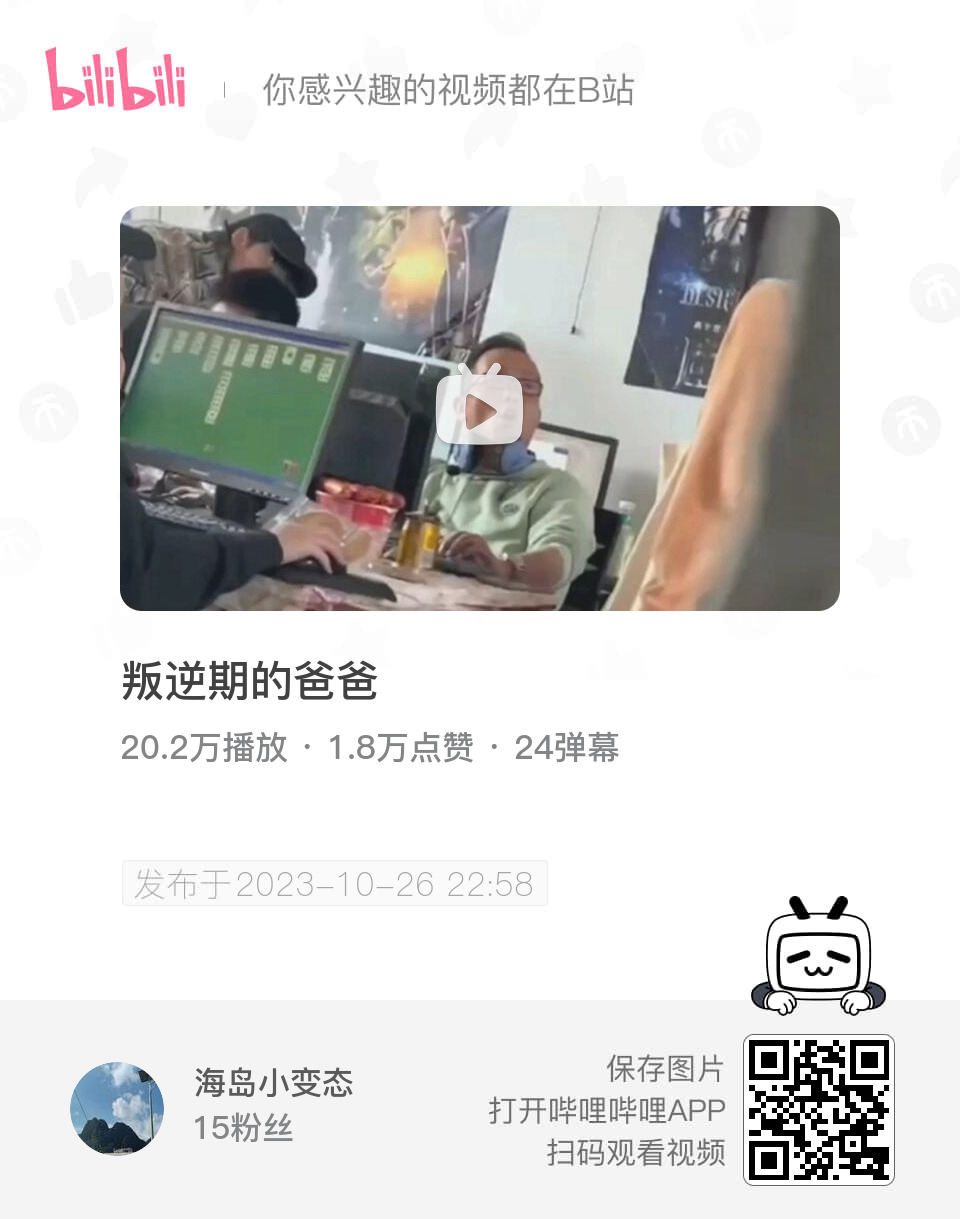 bilibili
你感兴趣的视频都在B站
DESIG
叛逆期的爸爸
20.2万播放 · 1.8万点赞 · 24弹幕
发布于2023-10-26 22:58
海岛小变态
15粉丝
保存图片
打开哔哩哔哩APP
扫码观看视频